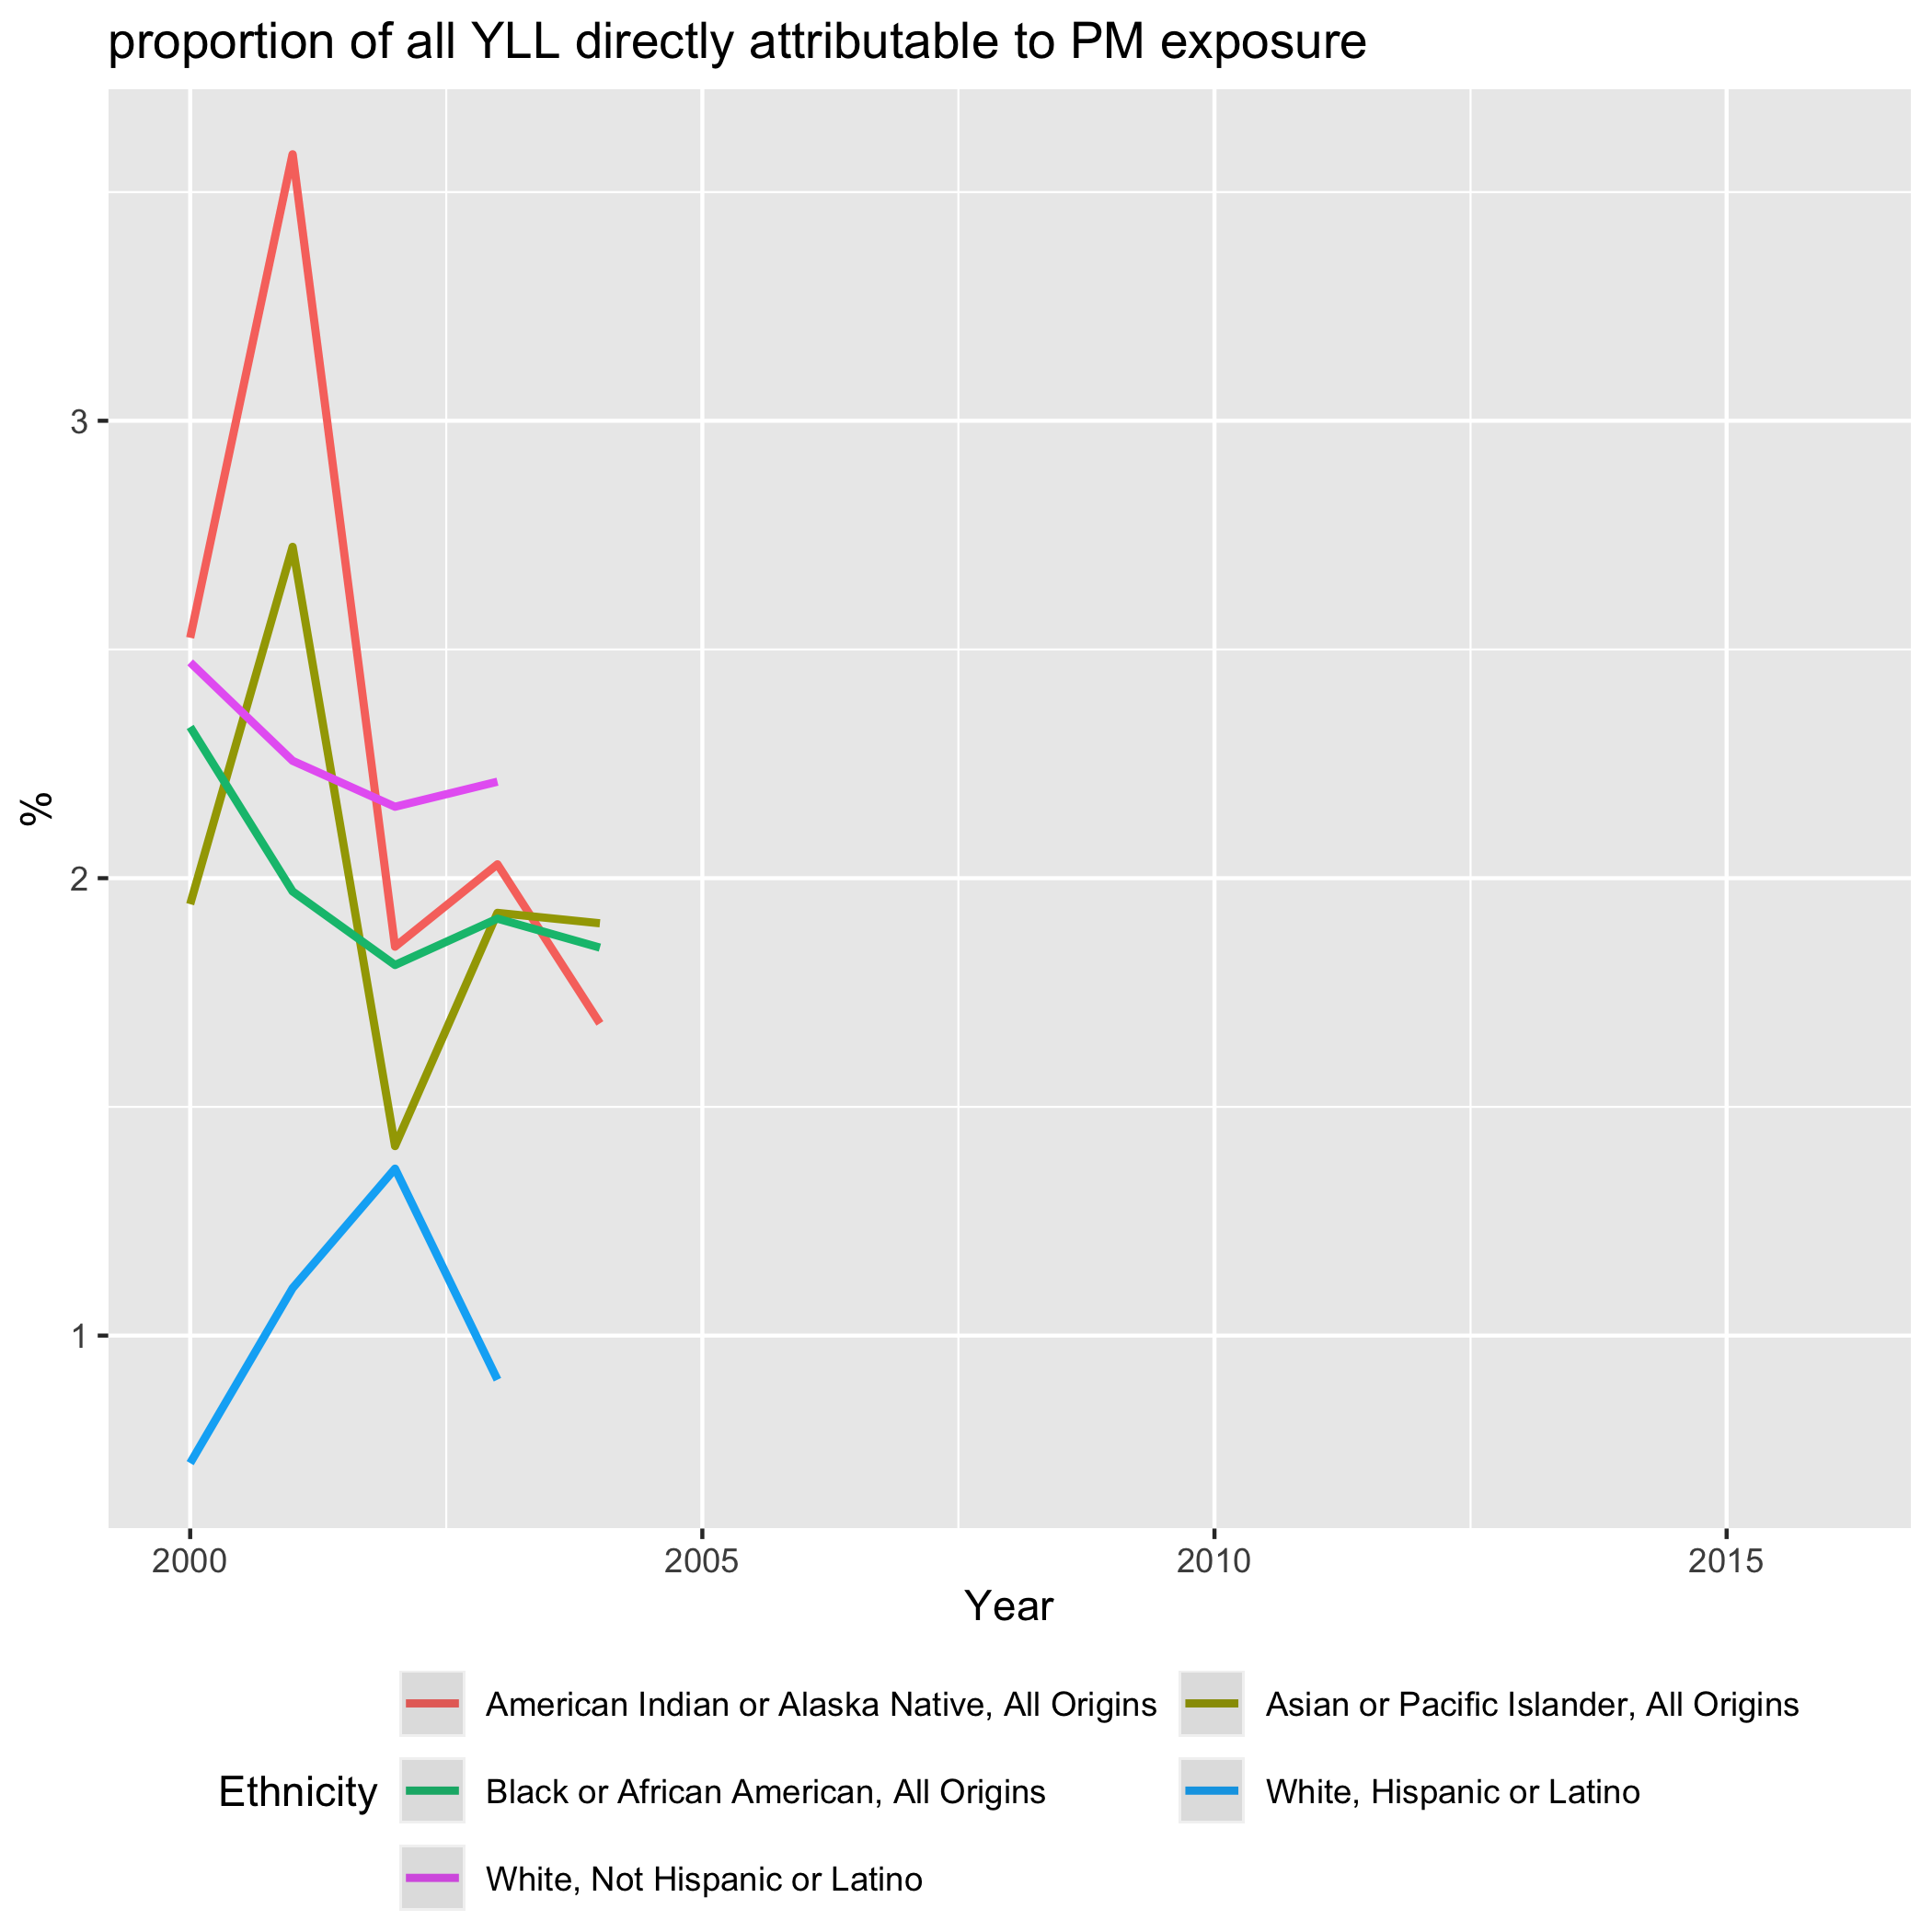 proportion of all YLL directly attributable to PM exposure
%
3
2
1
2000 2005 2010 2015
Year
Ethnicity
American Indian or Alaska Native, All Origins
Asian or Pacific Islander, All Origins
Black or African American, All Origins
White, Hispanic or Latino
White, Not Hispanic or Latino